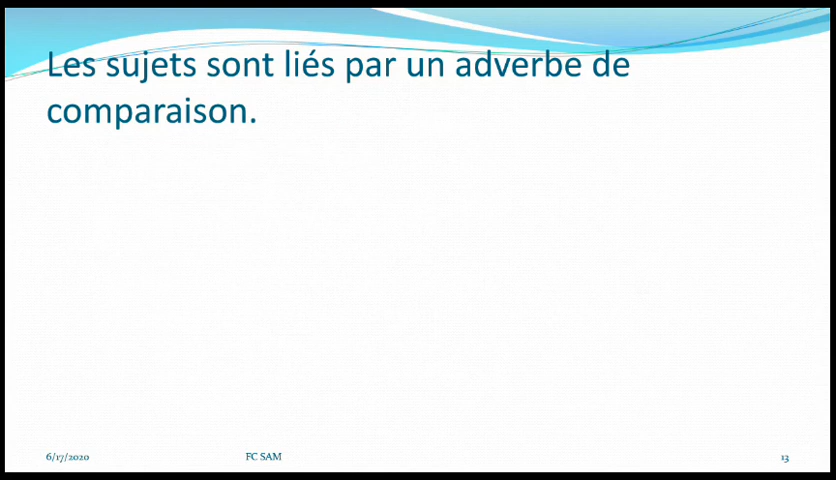 Les sujets sont liés par un adverbe de
comparaison.
6/17/2020 FC SAM 13